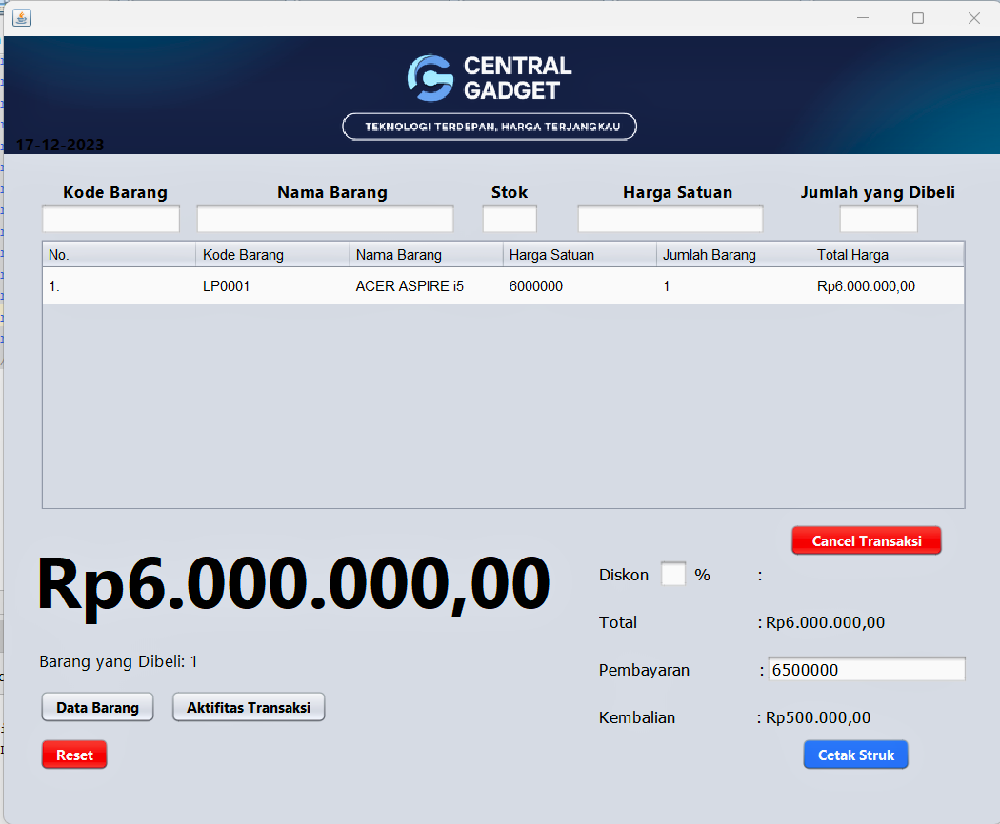 CENTRAL
GADGET
TEKNOLOGI TERDEPAN, HARGA TERJANGKAU
17-12-2023
Kode Barang Nama Barang Stok Harga Satuan Jumlah yang Dibeli
No. Kode Barang Nama Barang Harga Satuan Jumlah Barang Total Harga
1. LP0001 ACER ASPIRE i5 6000000 1 Rp6.000.000,00
Cancel Transaksi
Rp6.000.000,00
Diskon % :
Total : Rp6.000.000,00
Barang yang Dibeli: 1
Pembayaran : 6500000
Data Barang Aktifitas Transaksi
Kembalian : Rp500.000,00
Reset
Cetak Struk